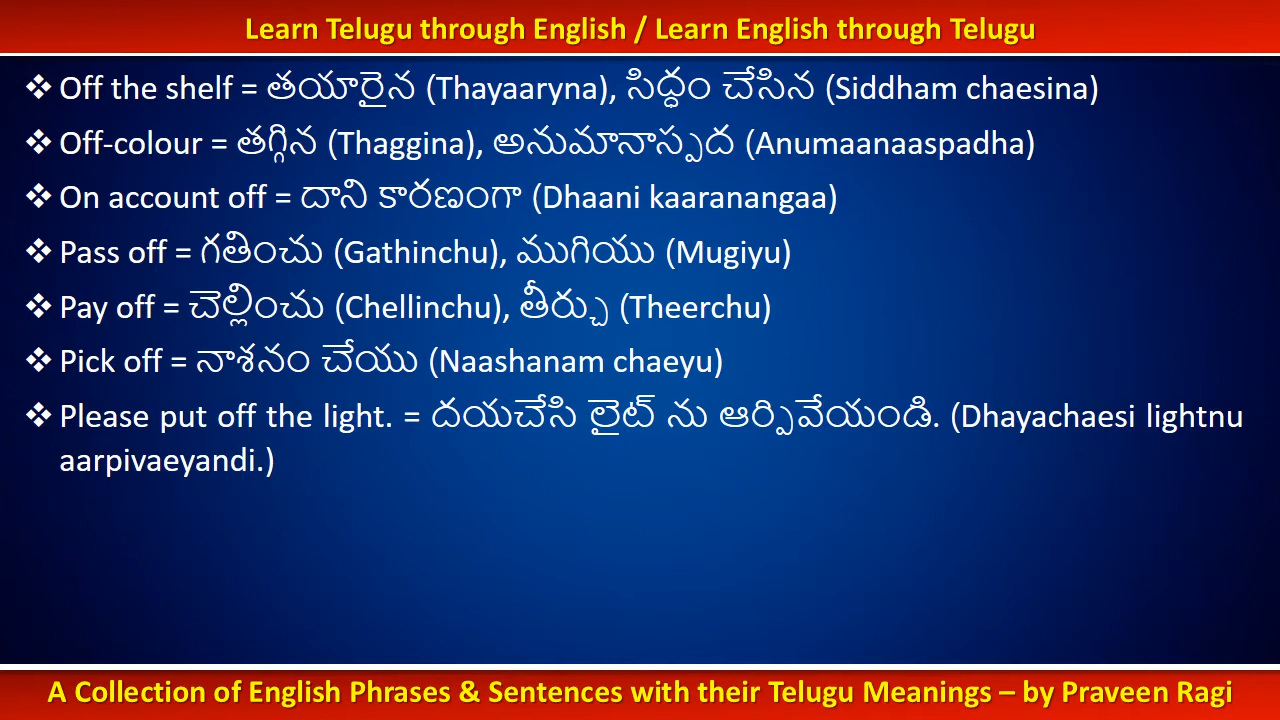 Learn Telugu through English / Learn English through Telugu
❖ Off the shelf = తయారైన (Thayaaryna), సిద్ధం చేసిన (Siddham chaesina)
❖ Off-colour = తగ్గిన (Thaggina), అనుమానాస్పద (Anumaanaaspadha)
❖ On account off = దాని కారణంగా (Dhaani kaaranangaa)
❖ Pass off = గతించు (Gathinchu), ముగియు (Mugiyu)
❖ Pay off = చెల్లించు (Chellinchu), తీర్చు (Theerchu)
❖ Pick off = నాశనం చేయు (Naashanam chaeyu)
❖ Please put off the light. = దయచేసి లైట్ ను ఆర్పివేయండి. (Dhayachaesi lightnu
aarpivaeyandi.)
A Collection of English Phrases & Sentences with their Telugu Meanings – by Praveen Ragi